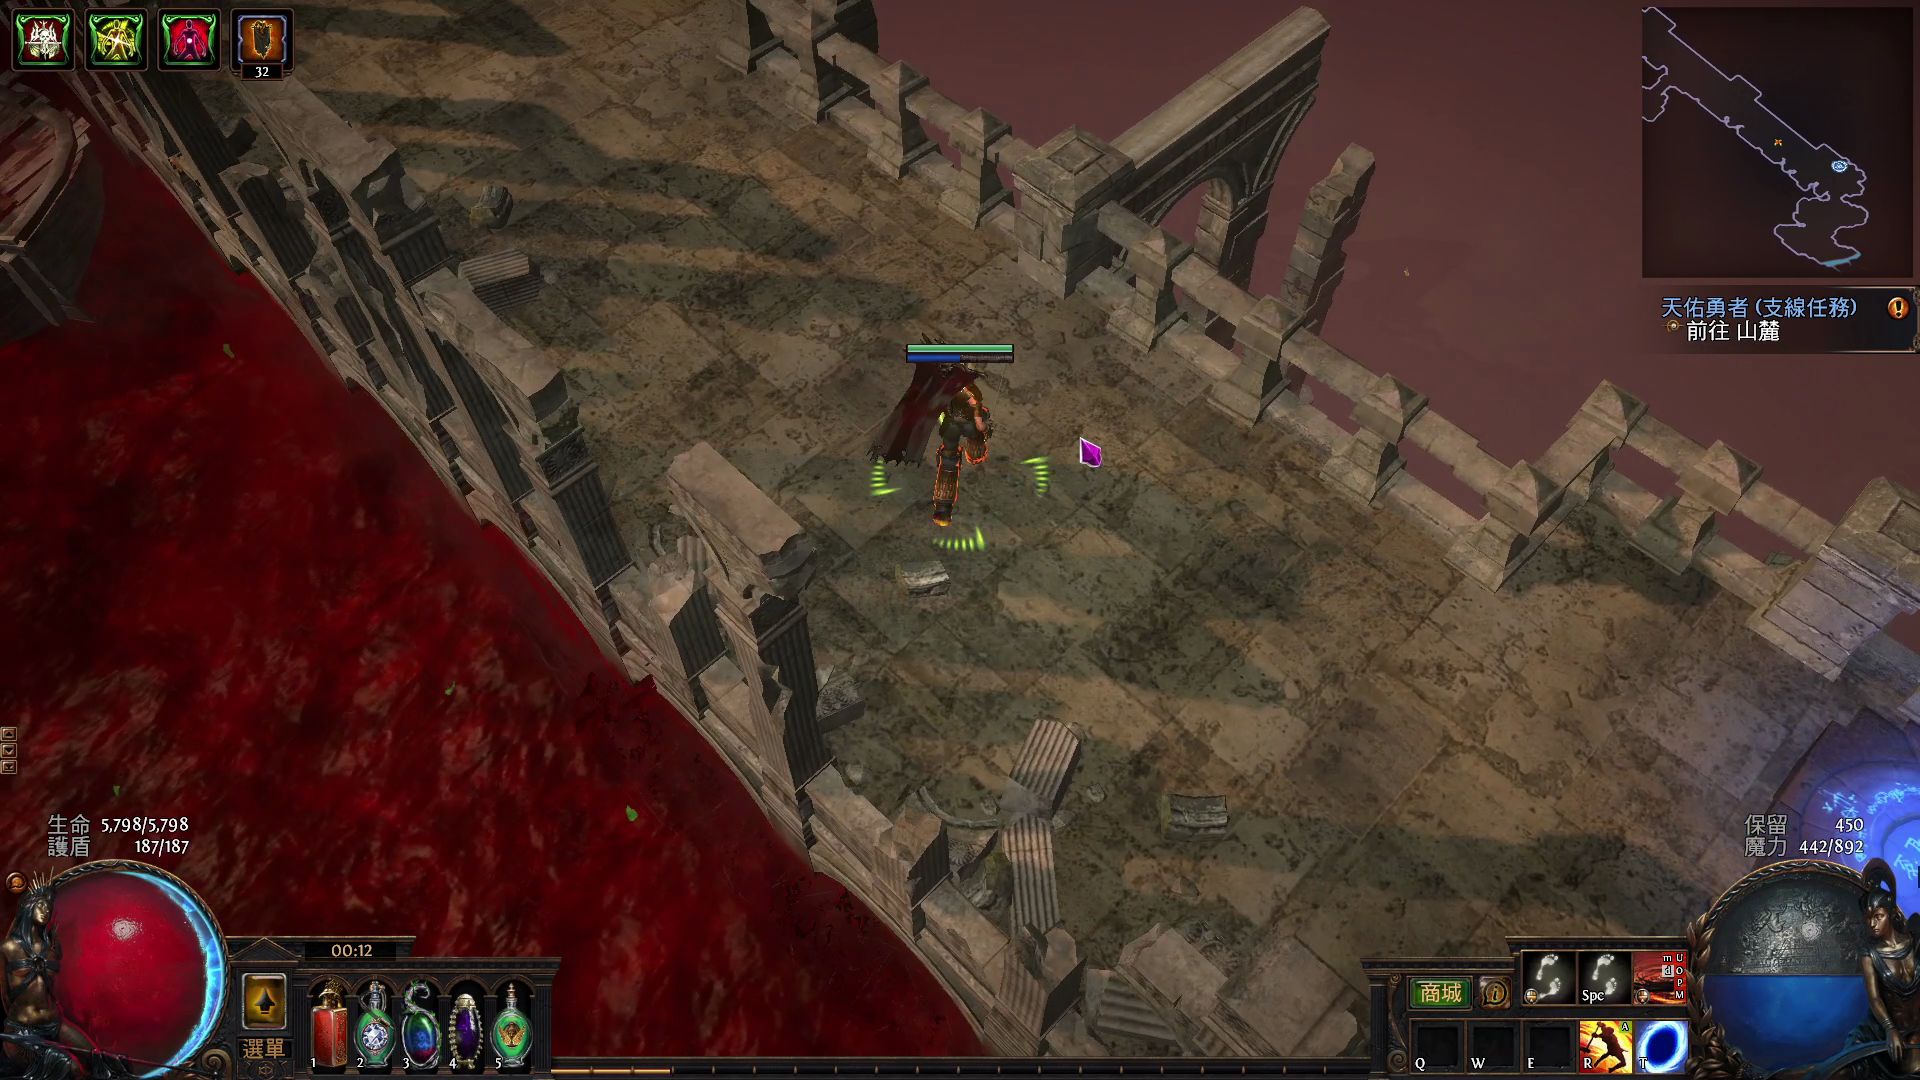 32
天佑勇者 (支線任務)
前往 山麓
生命 5,798/5,798
護盾 187/187
保留 450
魔力 442/892
00:12
選單
1
2
3
4
5
商城
Spc
m U
d O
P
M
Q
W
E
R
A
T